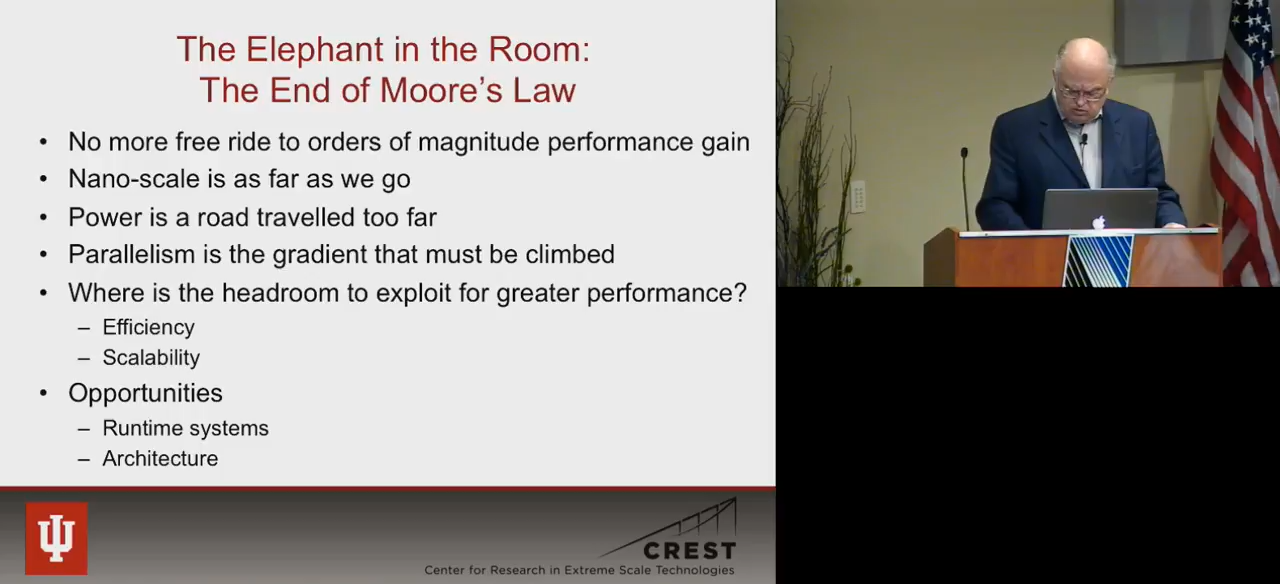 The Elephant in the Room:
The End of Moore's Law
• No more free ride to orders of magnitude performance gain
• Nano-scale is as far as we go
• Power is a road travelled too far
• Parallelism is the gradient that must be climbed
• Where is the headroom to exploit for greater performance?
– Efficiency
– Scalability
• Opportunities
– Runtime systems
– Architecture
CREST
Center for Research in Extreme Scale Technologies